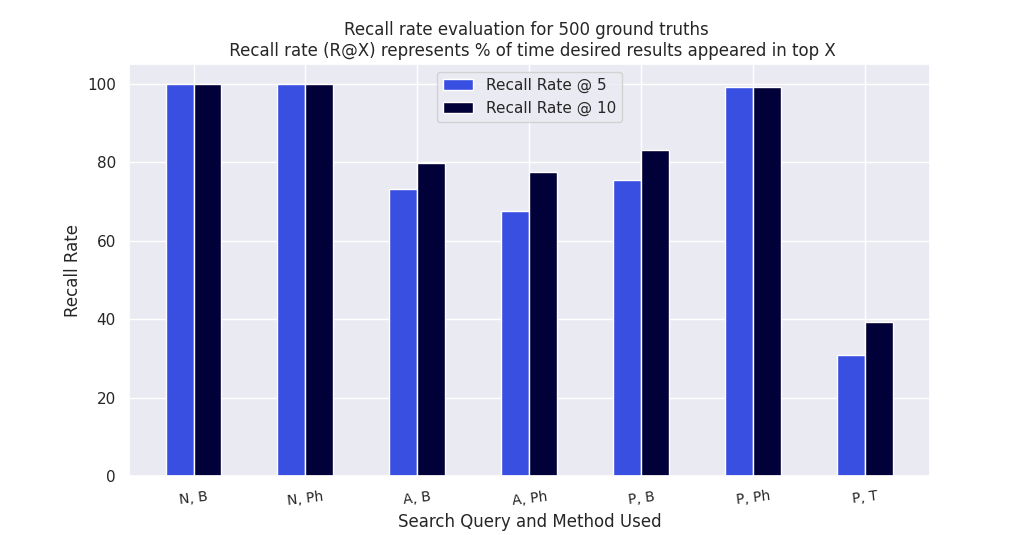 Recall rate evaluation for 500 ground truths
Recall rate (R@X) represents % of time desired results appeared in top X
Recall Rate @ 5
Recall Rate @ 10
100
80
60
40
20
0
Recall Rate
N, B
N, Ph
A, B
A, Ph
P, B
P, Ph
P, T
Search Query and Method Used